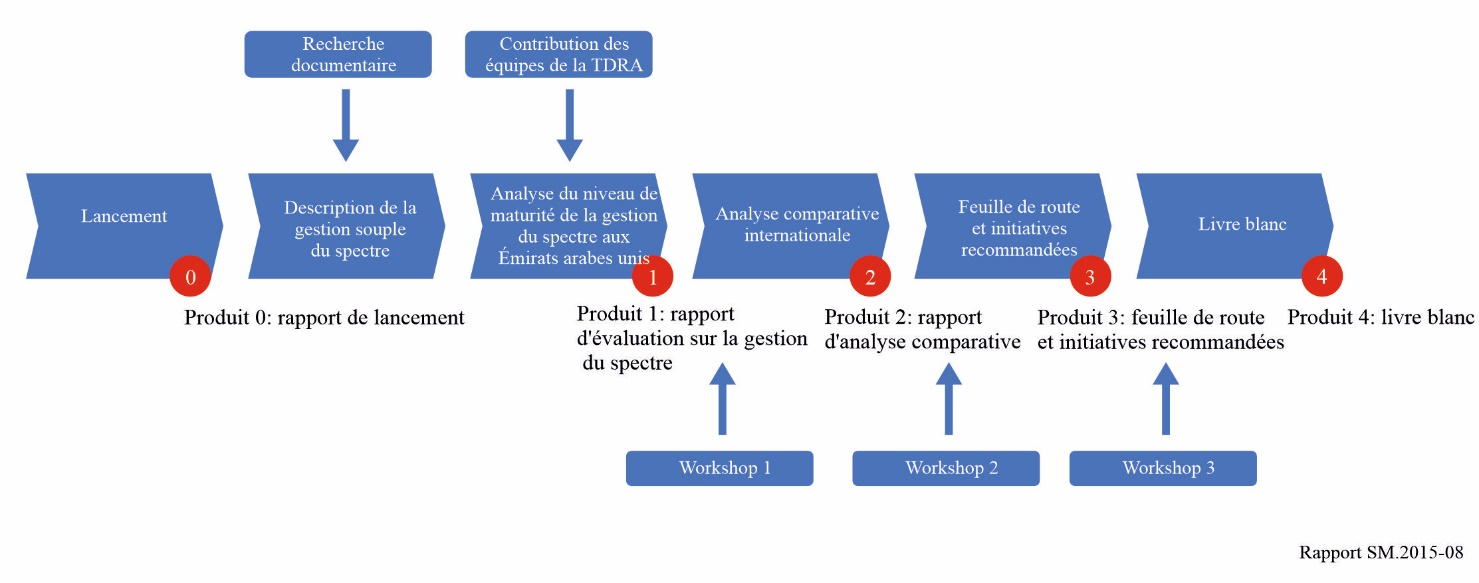 Recherche
documentaire
Contribution des
équipes de la TDRA
Lancement
Description de la
gestion souple
du spectre
Analyse du niveau de
maturité de la gestion
du spectre aux
Émirats arabes unis
Analyse comparative
internationale
Feuille de route
et initiatives
recommandées
Livre blanc
0
1
2
3
4
Produit 0: rapport de lancement
Produit 1: rapport
d'évaluation sur la gestion
du spectre
Produit 2: rapport
d'analyse comparative
Produit 3: feuille de route
et initiatives recommandées
Produit 4: livre blanc
Workshop 1
Workshop 2
Workshop 3
Rapport SM.2015-08